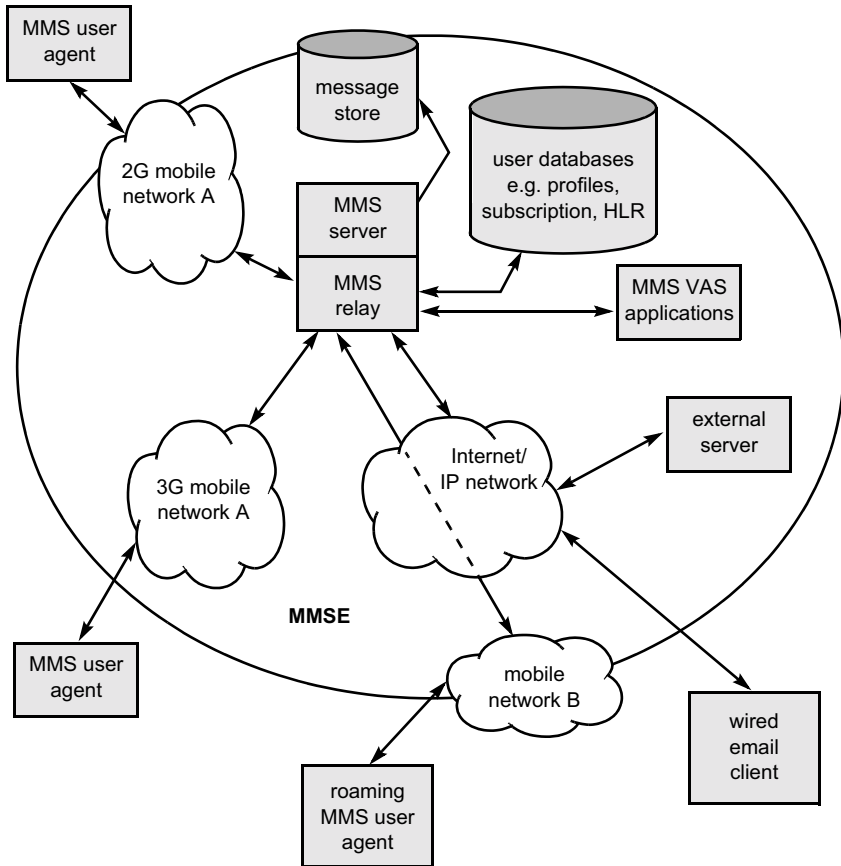 MMS user
agent
message
store
user databases
e.g. profiles,
subscription, HLR
2G mobile
network A
MMS
server
MMS
relay
MMS VAS
applications
external
server
Internet/
IP network
3G mobile
network A
MMSE
MMS user
agent
mobile
network B
wired
email
client
roaming
MMS user
agent